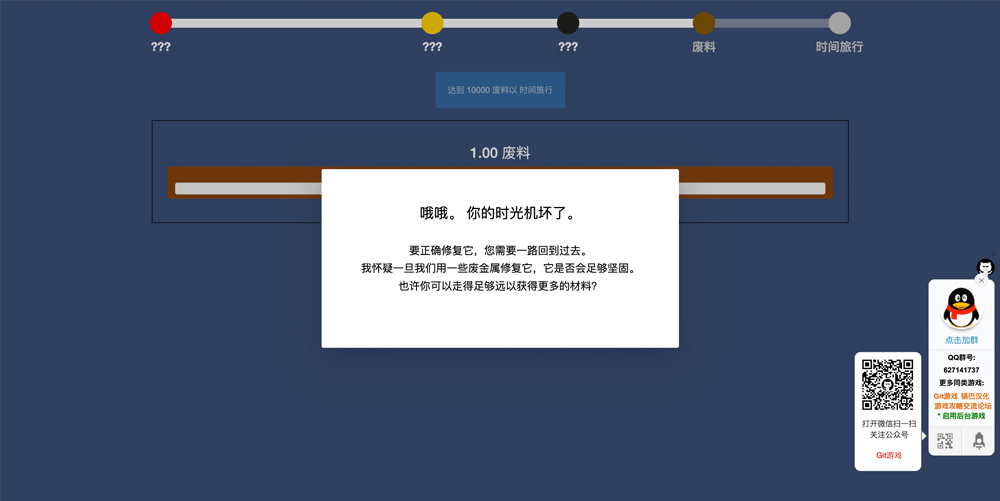 ???
???
???
废料
时间旅行
达到 10000 废料以 时间旅行
1.00 废料
哦哦。 你的时光机坏了。
要正确修复它，您需要一路回到过去。
我怀疑一旦我们用一些废金属修复它，它是否会足够坚固。
也许你可以走得足够远以获得更多的材料？
点击加群
QQ群号:
627141737
更多同类游戏:
Git游戏 锅巴汉化
游戏攻略交流论坛
* 启用后台游戏
打开微信扫一扫
关注公众号
Git游戏